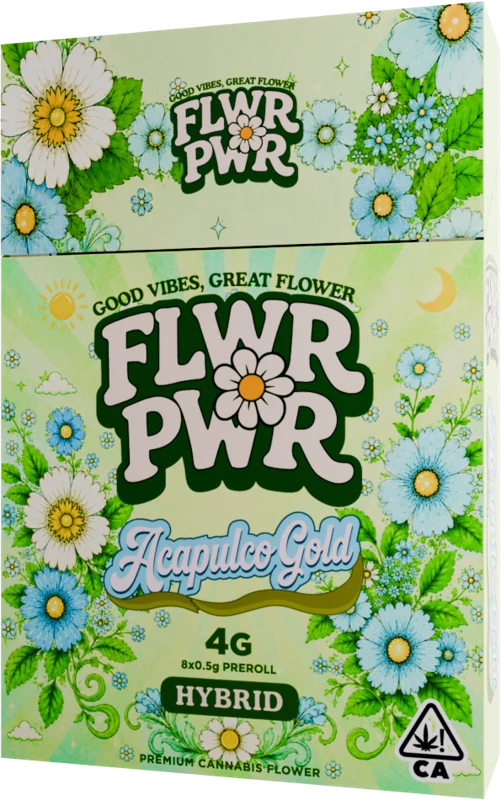 GOOD VIBES, GREAT FLOWER
FLWR
PWR
GOOD VIBES, GREAT FLOWER
FLWR
PWR
Acapulco Gold
4G
8x0.5g PREROLL
HYBRID
PREMIUM CANNABIS FLOWER
!
CA